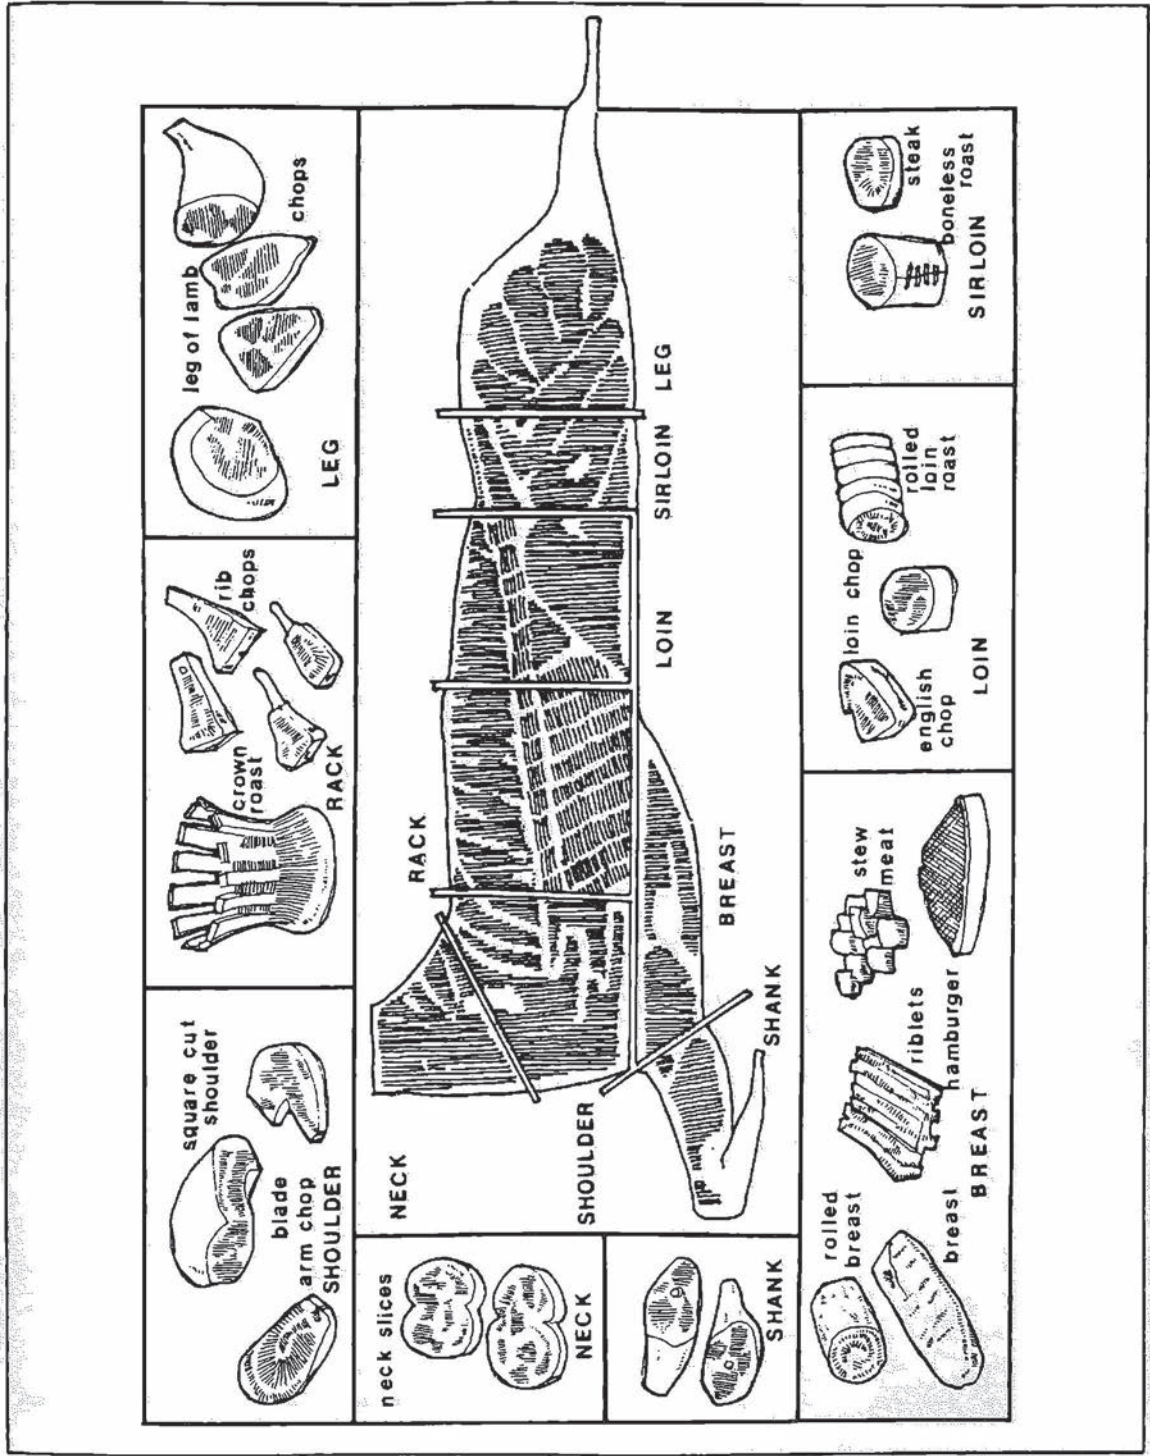 neck slices
NECK
SHANK
square cut
shoulder
blade
arm chop
SHOULDER
crown
roast
rib
chops
RACK
leg of lamb
chops
LEG
NECK
SHOULDER
SHANK
RACK
BREAST
LOIN
SIRLOIN
LEG
rolled
breast
breast
riblets
hamburger
stew
meat
BREAST
english
chop
loin chop
rolled
loin
roast
LOIN
steak
boneless
roast
SIRLOIN